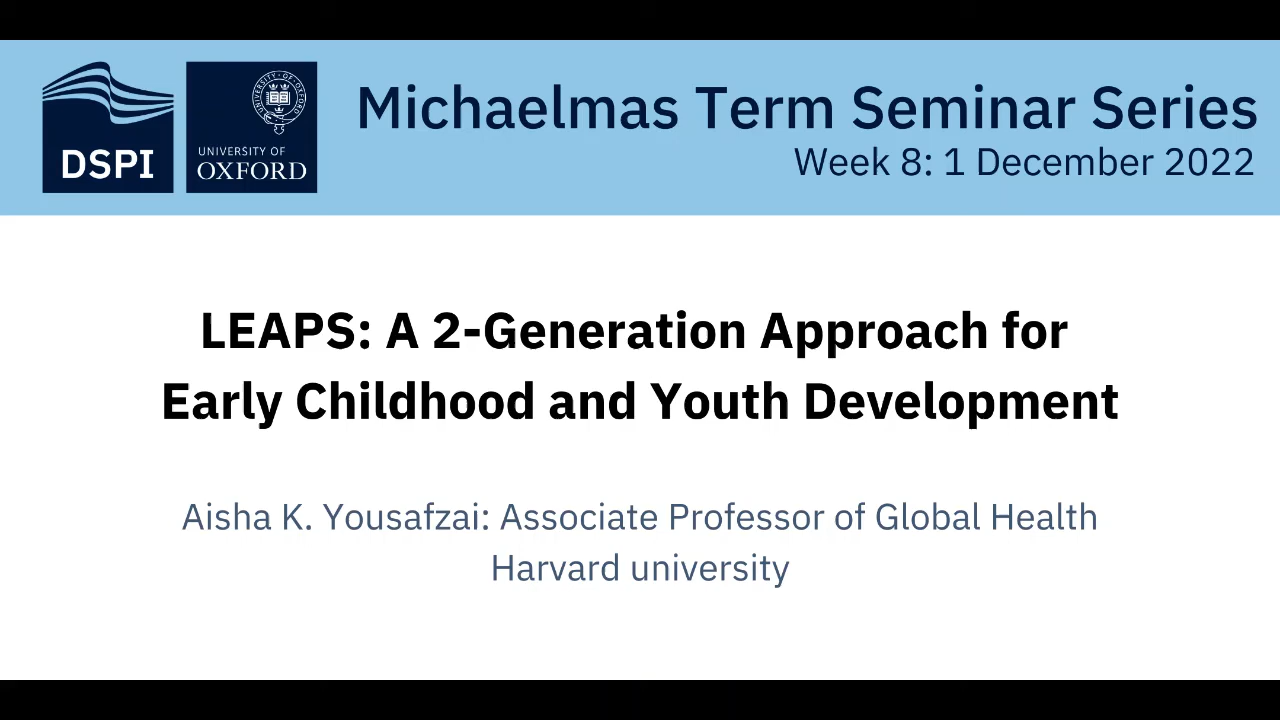 DSPI
UNIVERSITY OF
OXFORD
Michaelmas Term Seminar Series
Week 8: 1 December 2022
LEAPS: A 2-Generation Approach for
Early Childhood and Youth Development
Aisha K. Yousafzai: Associate Professor of Global Health
Harvard university